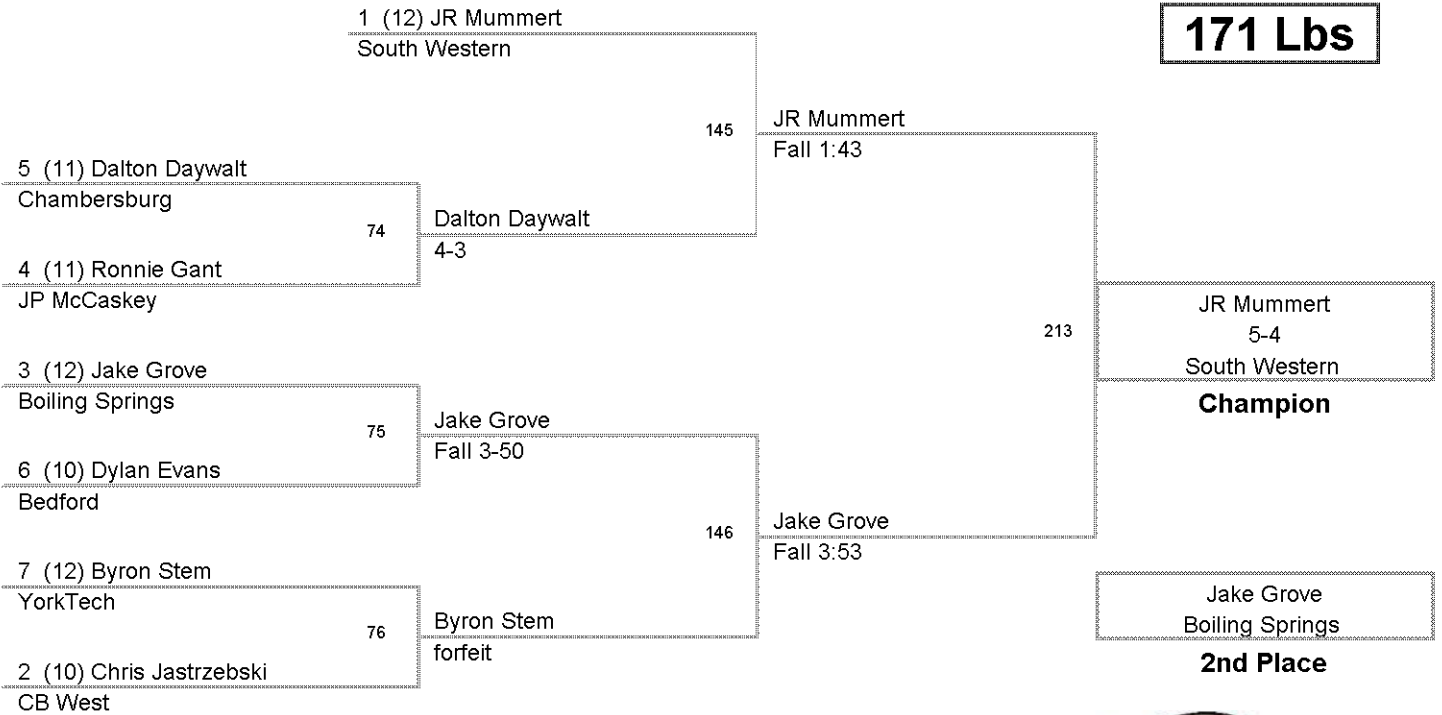 1 (12) JR Mummert
South Western
171 Lbs
145
JR Mummert
Fall 1:43
5 (11) Dalton Daywalt
Chambersburg
74
Dalton Daywalt
4-3
4 (11) Ronnie Gant
JP McCaskey
213
JR Mummert
5-4
South Western
Champion
3 (12) Jake Grove
Boiling Springs
75
Jake Grove
Fall 3-50
6 (10) Dylan Evans
Bedford
146
Jake Grove
Fall 3:53
7 (12) Byron Stem
YorkTech
76
Byron Stem
forfeit
2 (10) Chris Jastrzebski
CB West
Jake Grove
Boiling Springs
2nd Place